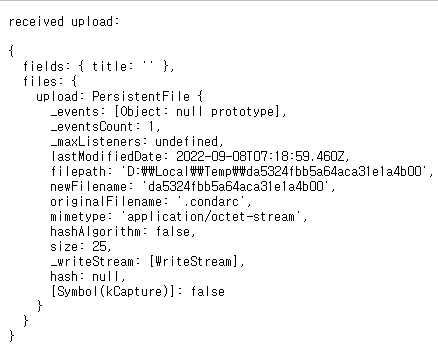 received upload:
{
fields: { title: '' },
files: {
upload: PersistentFile {
_events: [Object: null prototype],
_eventsCount: 1,
_maxListeners: undefined,
lastModifiedDate: 2022-09-08T07:18:59.460Z,
filepath: 'D:₩₩Local₩₩Temp₩₩da5324fbb5a64aca31e1a4b00',
newFilename: 'da5324fbb5a64aca31e1a4b00',
originalFilename: '.condarc',
mimetype: 'application/octet-stream',
hashAlgorithm: false,
size: 25,
_writeStream: [WriteStream],
hash: null,
[Symbol(kCapture)]: false
}
}
}